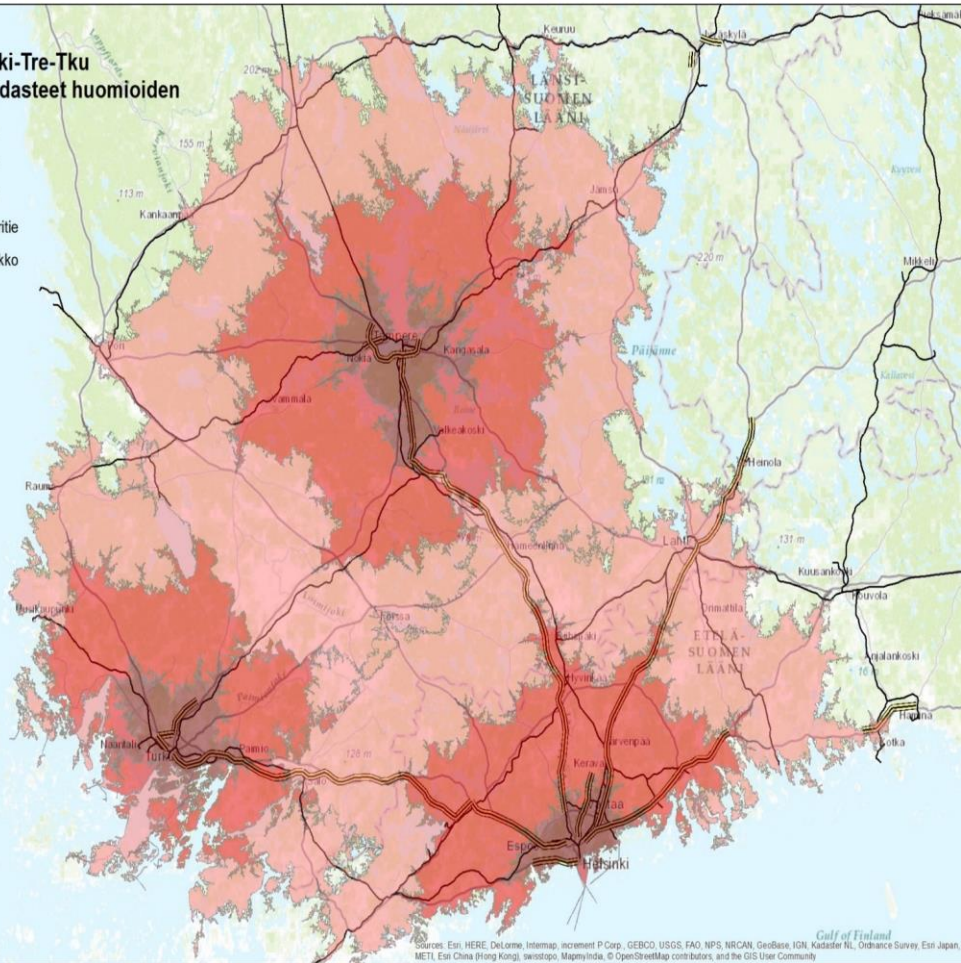 ki-Tre-Tku
dasteet huomioiden
ritie
kko
Keuruu
202 m
LÄNSI-
SUOMEN
LÄÄNI
155 m
113 m
Jämsä
Mikkeli
220 m
Tampere
Nokia
Kangasala
Päijänne
Vammala
Valkeakoski
Heinola
Rauma
Hämeenlinna
Lahti
131 m
Kuusankoski
Kouvola
Loimijoki
Forssa
Orimattila
ETELÄ-
SUOMEN
LÄÄNI
Anjalankoski
Hyvinkää
Hamina
Kotka
Naantali
Turku
Paimio
128 m
Järvenpää
Kerava
Vantaa
Espoo
Helsinki
Gulf of Finland
Sources: Esri, HERE, DeLorme, Intermap, increment P Corp., GEBCO, USGS, FAO, NPS, NRCAN, GeoBase, IGN, Kadaster NL, Ordnance Survey, Esri Japan,
METI, Esri China (Hong Kong), swisstopo, MapmyIndia, © OpenStreetMap contributors, and the GIS User Community